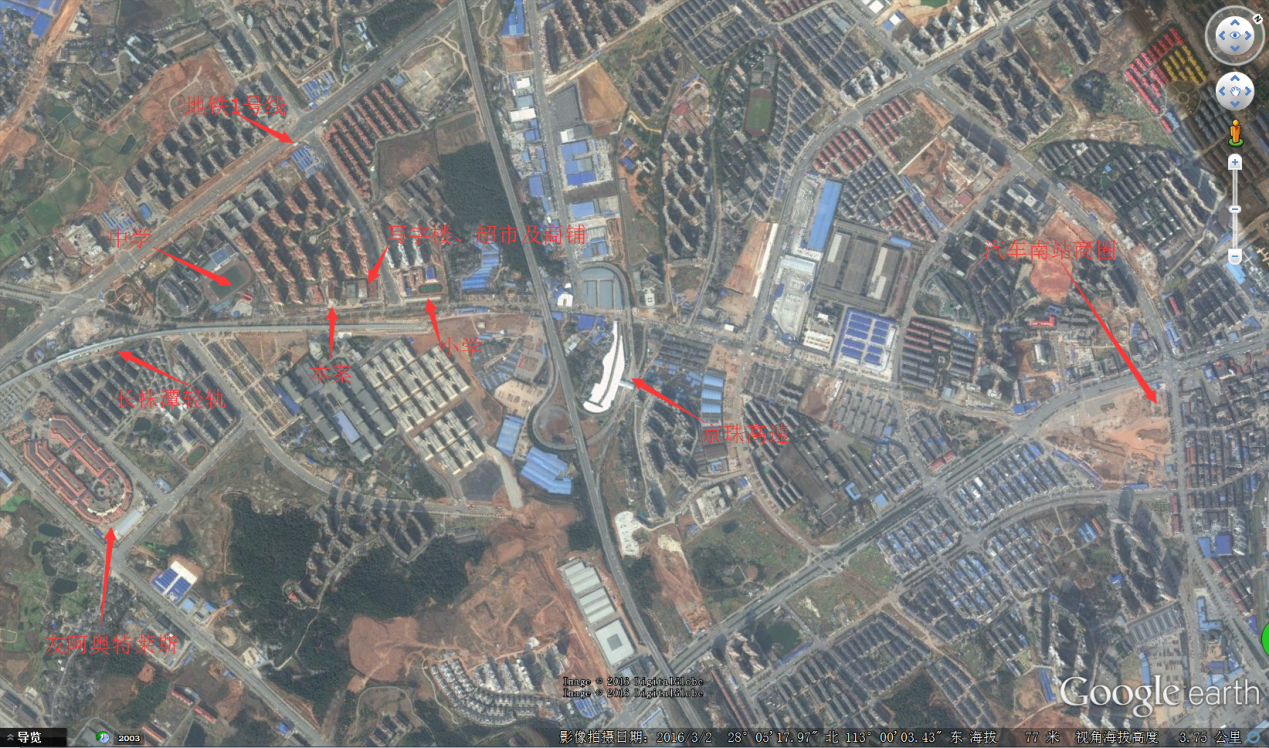 地铁1号线
中学
写字楼、超市及商铺
汽车南站商圈
小学
本案
长株潭轻轨
京珠高速
友阿奥特莱斯
Image © 2016 DigitalGlobe
Image © 2016 DigitalGlobe
Google earth
导览
2003
影像拍摄日期: 2016/3/2 28°05'17.97" 北 113°00'03.43" 东 海拔 77 米 视角海拔高度 3.73 公里